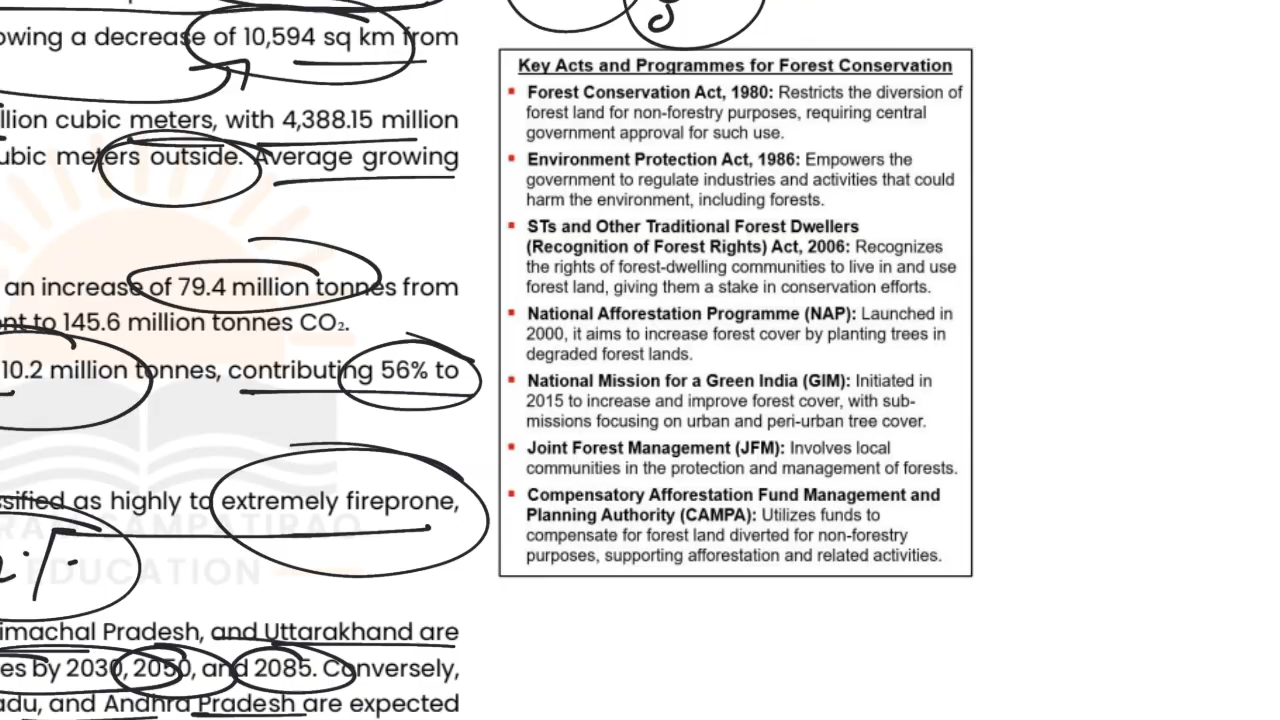 owing a decrease of 10,594 sq km from
llion cubic meters, with 4,388.15 million
ubic meters outside. Average growing
an increase of 79.4 million tonnes from
nt to 145.6 million tonnes CO₂.
10.2 million tonnes, contributing 56% to
ssified as highly to extremely fireprone,
EDUCATION
imachal Pradesh, and Uttarakhand are
es by 2030, 2050, and 2085. Conversely,
adu, and Andhra Pradesh are expected
Key Acts and Programmes for Forest Conservation
▪ Forest Conservation Act, 1980: Restricts the diversion of
forest land for non-forestry purposes, requiring central
government approval for such use.
▪ Environment Protection Act, 1986: Empowers the
government to regulate industries and activities that could
harm the environment, including forests.
▪ STs and Other Traditional Forest Dwellers
(Recognition of Forest Rights) Act, 2006: Recognizes
the rights of forest-dwelling communities to live in and use
forest land, giving them a stake in conservation efforts.
▪ National Afforestation Programme (NAP): Launched in
2000, it aims to increase forest cover by planting trees in
degraded forest lands.
▪ National Mission for a Green India (GIM): Initiated in
2015 to increase and improve forest cover, with sub-
missions focusing on urban and peri-urban tree cover.
▪ Joint Forest Management (JFM): Involves local
communities in the protection and management of forests.
▪ Compensatory Afforestation Fund Management and
Planning Authority (CAMPA): Utilizes funds to
compensate for forest land diverted for non-forestry
purposes, supporting afforestation and related activities.